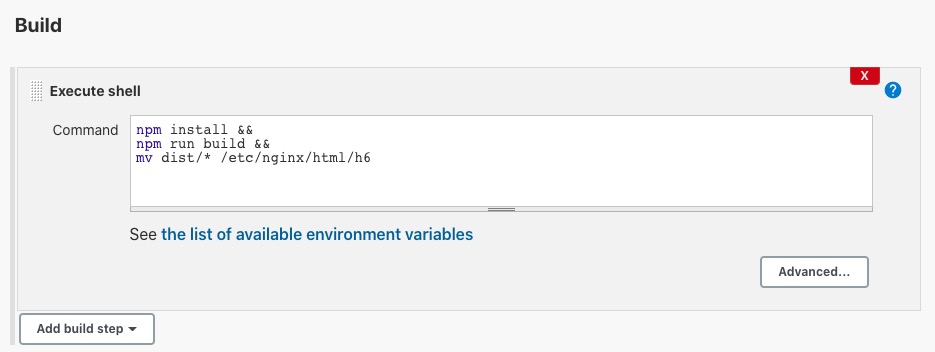 Build
X
Execute shell
?
Command
npm install &&
npm run build &&
mv dist/* /etc/nginx/html/h6
See the list of available environment variables
Advanced...
Add build step